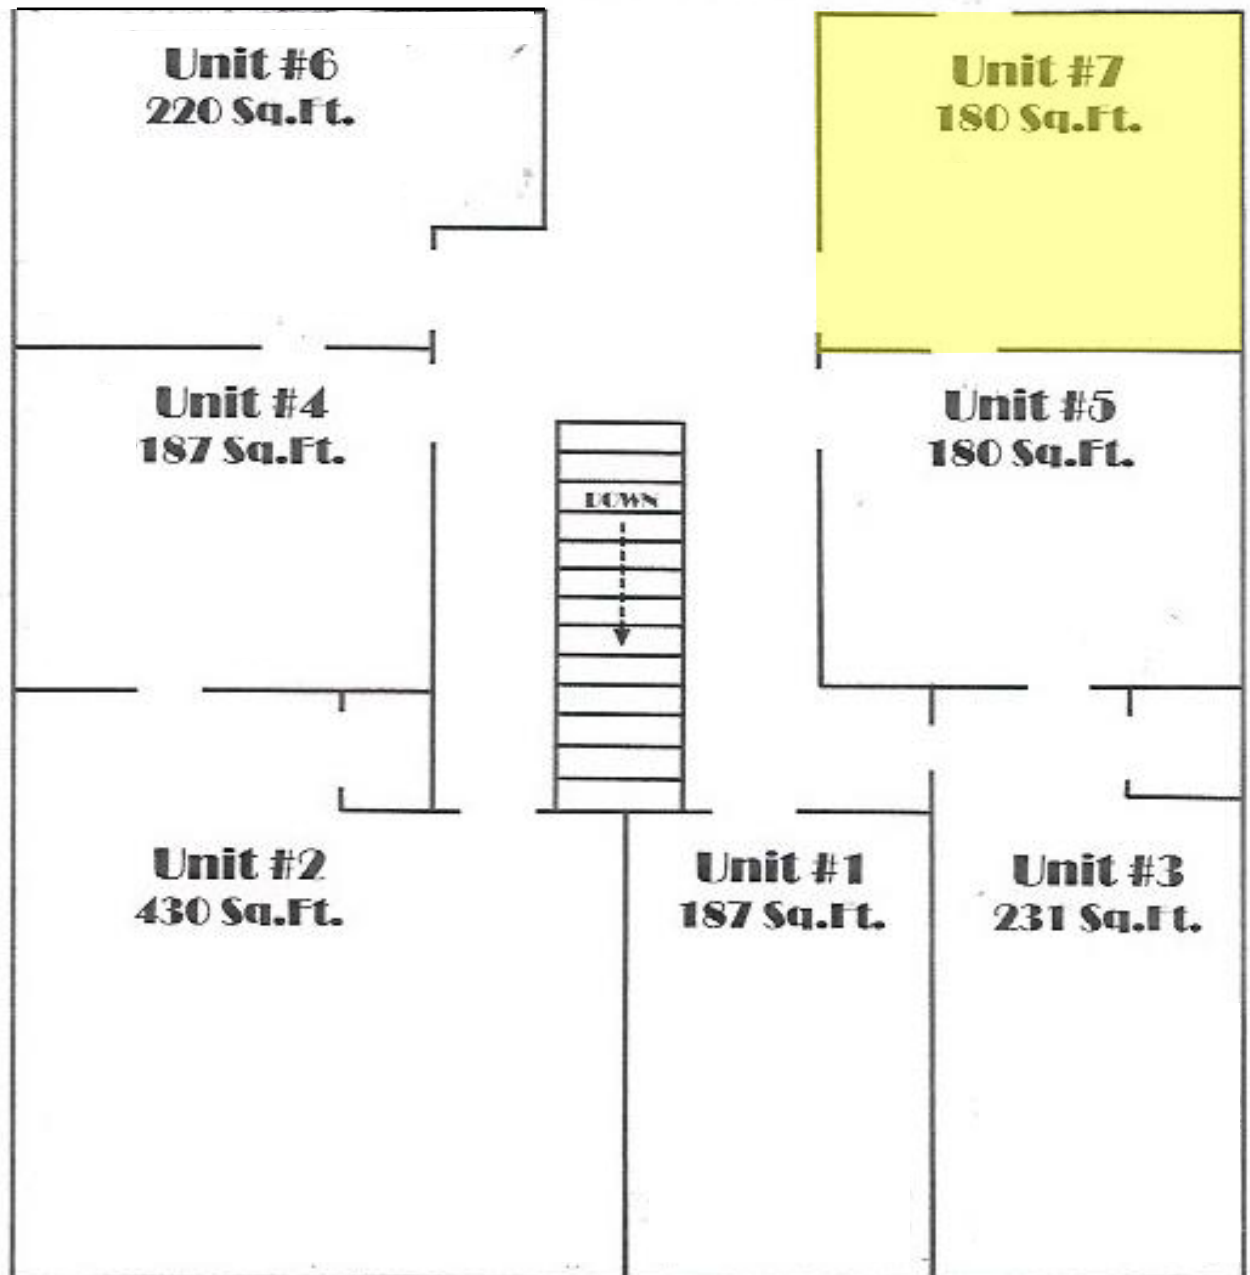 Unit #6
220 Sq.Ft.
Unit #7
180 Sq.Ft.
Unit #4
187 Sq.Ft.
Unit #5
180 Sq.Ft.
DOWN
Unit #2
430 Sq.Ft.
Unit #1
187 Sq.Ft.
Unit #3
231 Sq.Ft.